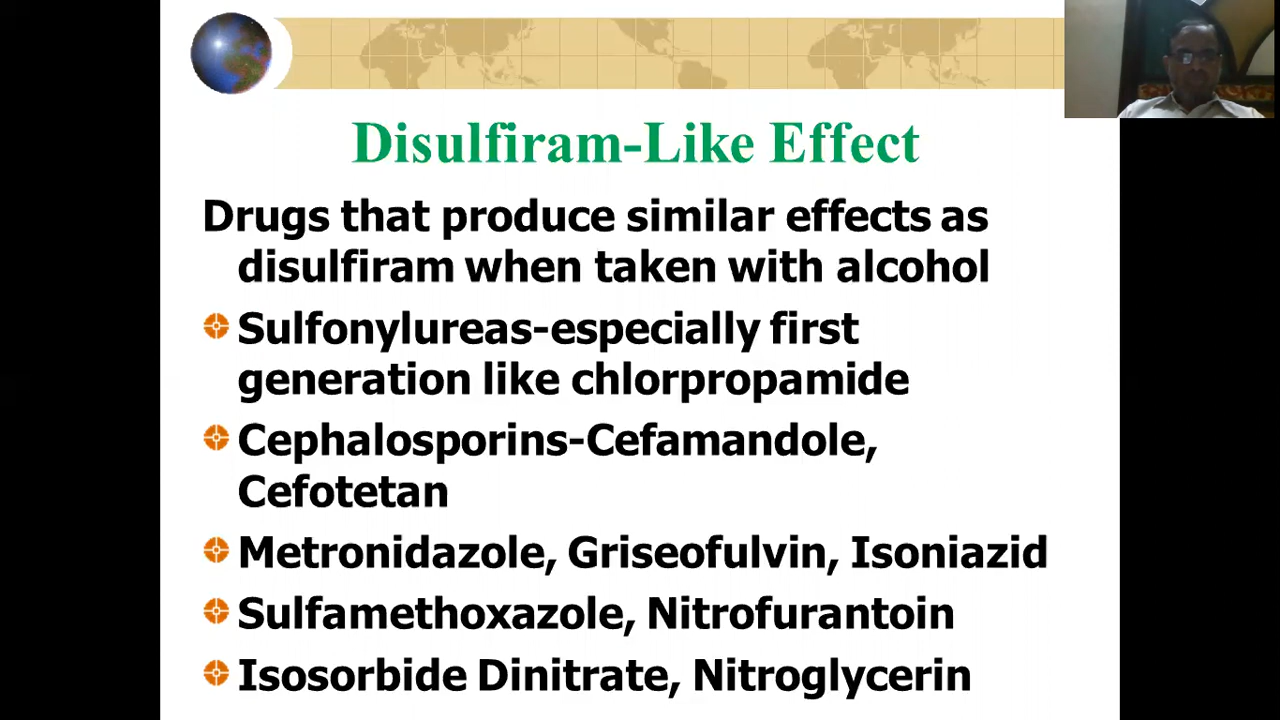 Disulfiram-Like Effect
Drugs that produce similar effects as
disulfiram when taken with alcohol
Sulfonylureas-especially first
generation like chlorpropamide
Cephalosporins-Cefamandole,
Cefotetan
Metronidazole, Griseofulvin, Isoniazid
Sulfamethoxazole, Nitrofurantoin
Isosorbide Dinitrate, Nitroglycerin